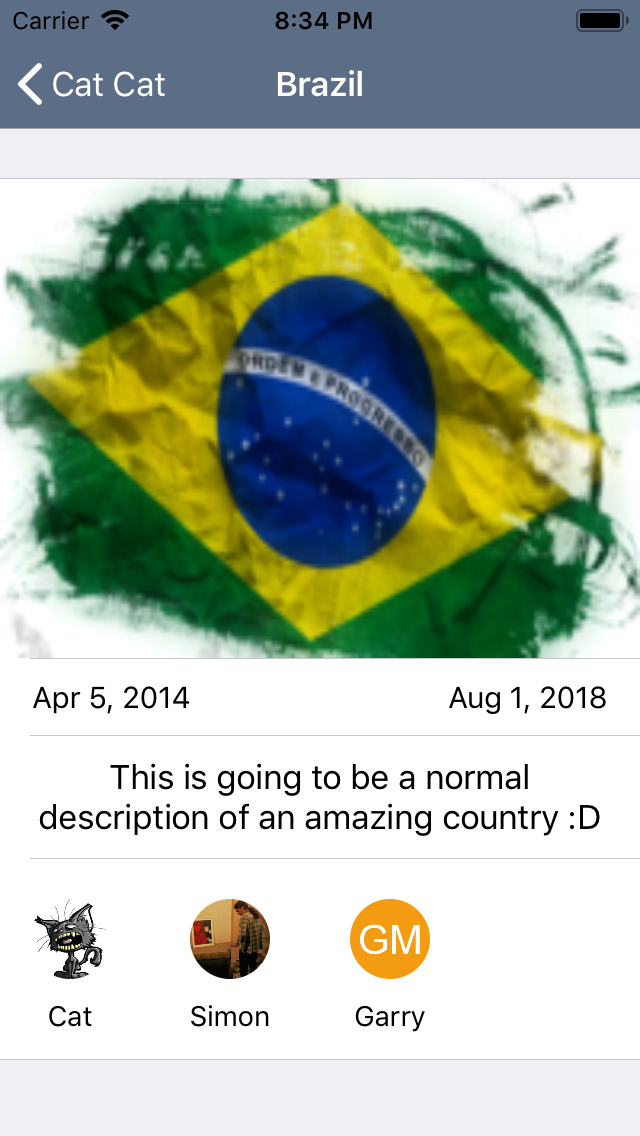 Carrier 8:34 PM
Cat Cat Brazil
ORDEM E PROGRESSO
Apr 5, 2014 Aug 1, 2018
This is going to be a normal
description of an amazing country :D
GM
Cat Simon Garry